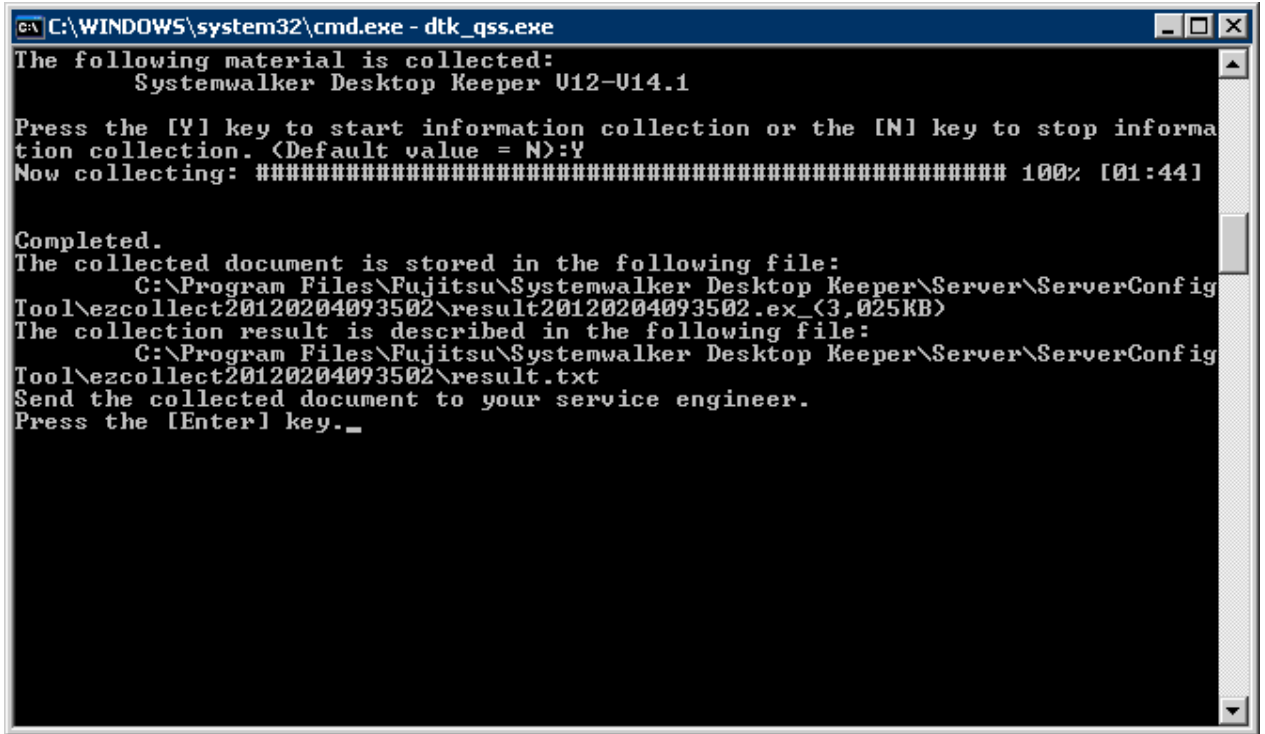 C:\WINDOWS\system32\cmd.exe - dtk_qss.exe
The following material is collected:
        Systemwalker Desktop Keeper V12-V14.1
Press the [Y] key to start information collection or the [N] key to stop informa
tion collection. (Default value = N):Y
Now collecting: ################################################## 100% [01:44]
Completed.
The collected document is stored in the following file:
        C:\Program Files\Fujitsu\Systemwalker Desktop Keeper\Server\ServerConfig
Tool\ezcollect20120204093502\result20120204093502.ex_(3,025KB)
The collection result is described in the following file:
        C:\Program Files\Fujitsu\Systemwalker Desktop Keeper\Server\ServerConfig
Tool\ezcollect20120204093502\result.txt
Send the collected document to your service engineer.
Press the [Enter] key._